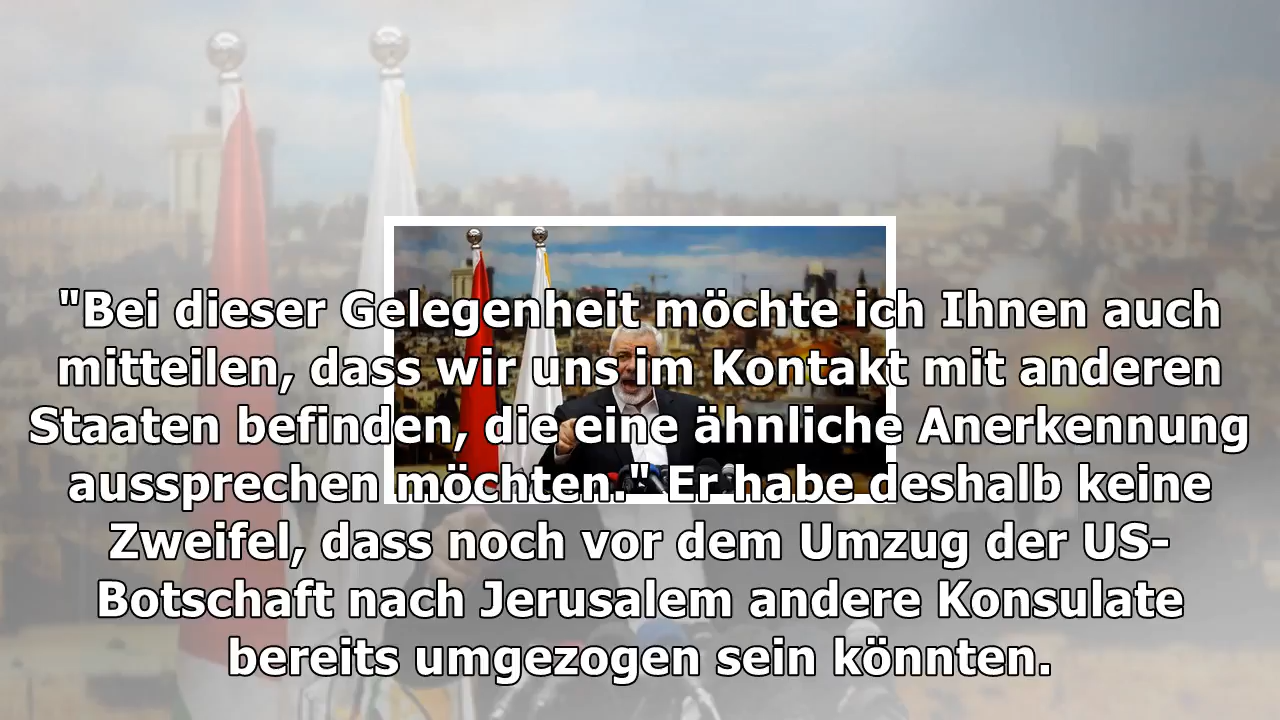 "Bei dieser Gelegenheit möchte ich Ihnen auch
mitteilen, dass wir uns im Kontakt mit anderen
Staaten befinden, die eine ähnliche Anerkennung
aussprechen möchten." Er habe deshalb keine
Zweifel, dass noch vor dem Umzug der US-
Botschaft nach Jerusalem andere Konsulate
bereits umgezogen sein könnten.